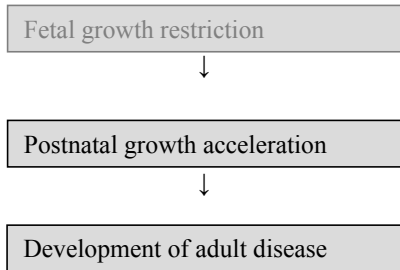 Fetal growth restriction
↓
Postnatal growth acceleration
↓
Development of adult disease